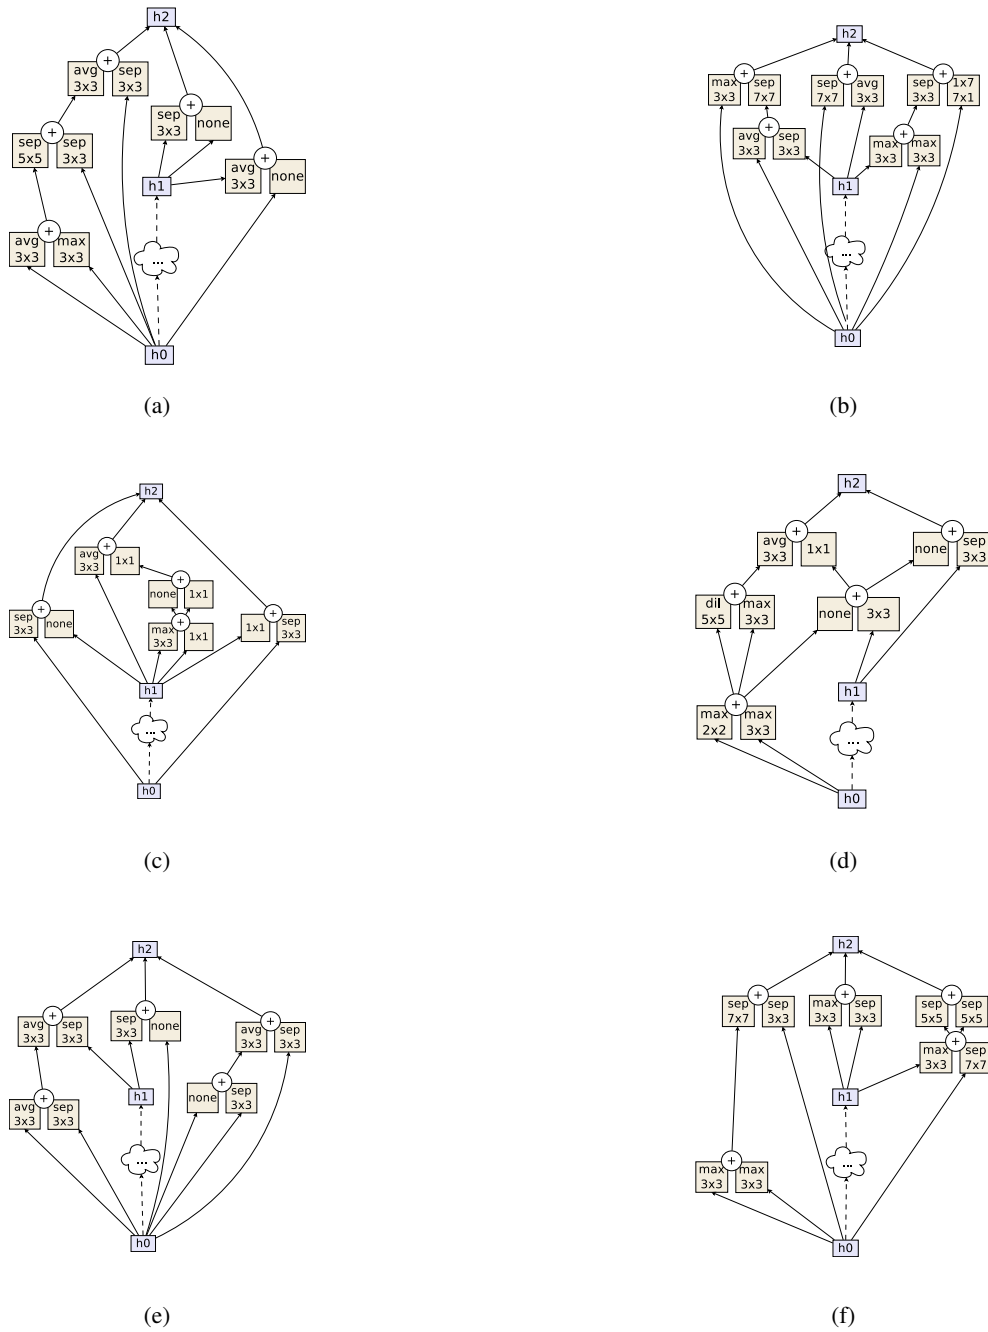 h2
+
avg 3x3
sep 3x3
+
sep 3x3
none
+
sep 5x5
sep 3x3
+
avg 3x3
none
h1
+
avg 3x3
max 3x3
...
h0
(a)
h2
+
max 3x3
sep 7x7
+
sep 7x7
avg 3x3
+
sep 3x3
1x7 7x1
+
avg 3x3
sep 3x3
+
max 3x3
max 3x3
h1
...
h0
(b)
h2
+
avg 3x3
1x1
+
none
1x1
+
sep 3x3
none
+
max 3x3
1x1
+
1x1
sep 3x3
h1
...
h0
(c)
h2
+
avg 3x3
1x1
+
none
sep 3x3
+
dil 5x5
max 3x3
+
none
3x3
h1
+
max 2x2
max 3x3
...
h0
(d)
h2
+
avg 3x3
sep 3x3
+
sep 3x3
none
+
avg 3x3
sep 3x3
+
avg 3x3
sep 3x3
h1
+
none
sep 3x3
...
h0
(e)
h2
+
sep 7x7
sep 3x3
+
max 3x3
sep 3x3
+
sep 5x5
sep 5x5
+
max 3x3
sep 7x7
h1
+
max 3x3
max 3x3
...
h0
(f)